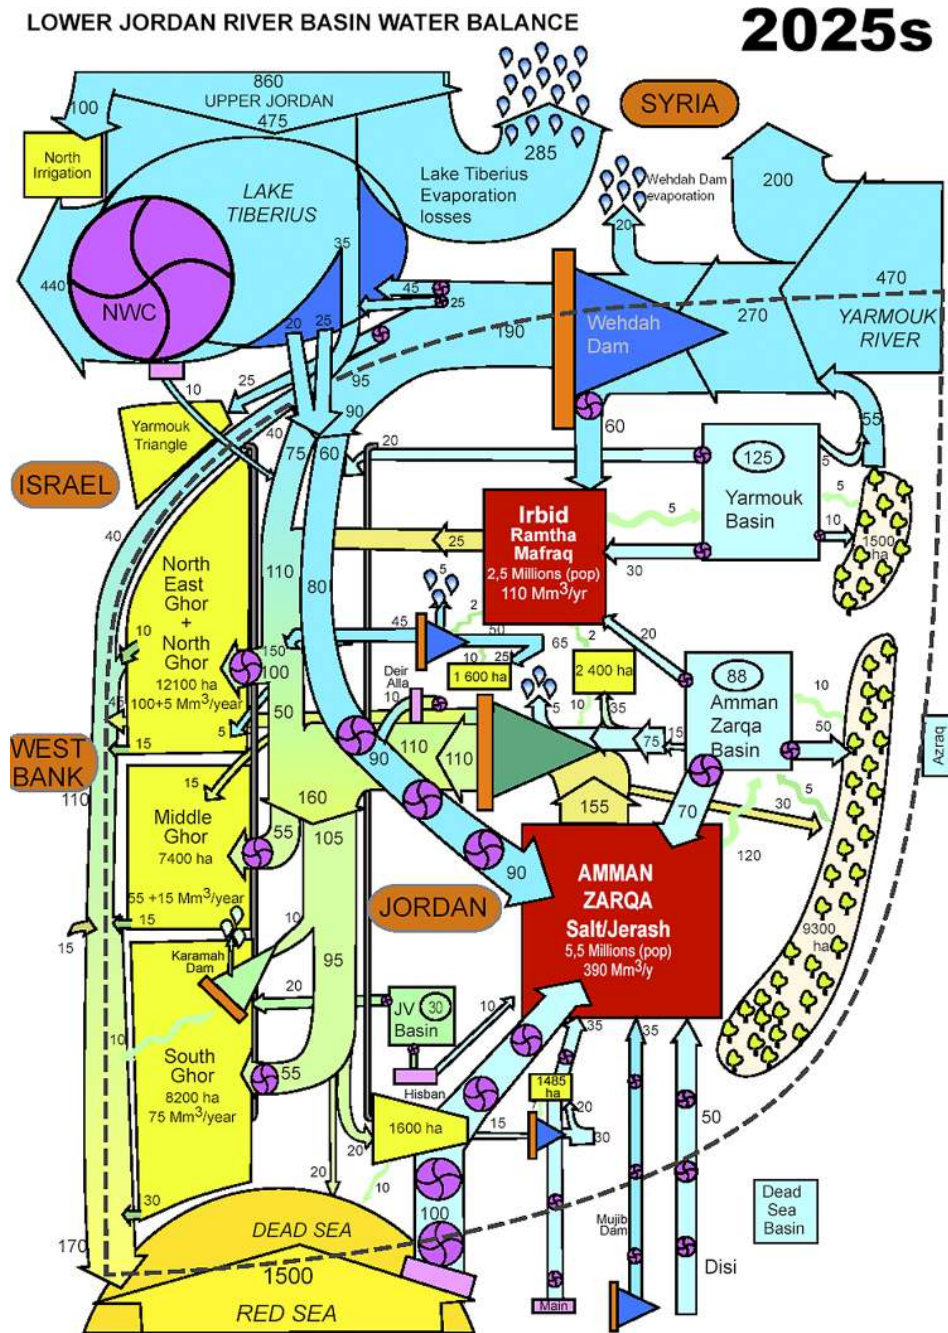 LOWER JORDAN RIVER BASIN WATER BALANCE
2025s
860
UPPER JORDAN
475
100
North
Irrigation
LAKE
TIBERIUS
285
Lake Tiberius
Evaporation
losses
SYRIA
Wehdah Dam
evaporation
20
200
470
270
YARMOUK
RIVER
440
NWC
35
45
25
20
25
190
Wehdah
Dam
10
25
95
90
40
75
60
60
20
55
Yarmouk
Triangle
ISRAEL
40
125
Yarmouk
Basin
5
5
10
1500
ha
Irbid
Ramtha
Mafraq
2,5 Millions (pop)
110 Mm3/yr
5
30
25
110
80
North
East
Ghor
+
North
Ghor
12100 ha
100+5 Mm3/year
10
45
5
150
100
5
45
50
2
65
10
25
1 600 ha
2
2 400 ha
20
88
Amman
Zarqa
Basin
10
50
Azraq
Deir
Alla
10
5
10
35
15
75
WEST
BANK
15
50
90
110
110
110
15
160
155
70
30
5
120
Middle
Ghor
7400 ha
55 +15 Mm3/year
55
105
90
AMMAN
ZARQA
Salt/Jerash
5,5 Millions (pop)
390 Mm3/y
JORDAN
15
15
10
Karamah
Dam
95
9300
ha
20
JV
Basin
30
10
10
South
Ghor
8200 ha
75 Mm3/year
55
Hisban
35
35
50
1485
ha
20
1600 ha
15
30
20
20
10
30
170
DEAD SEA
1500
RED SEA
100
Main
Mujib
Dam
Disi
Dead
Sea
Basin